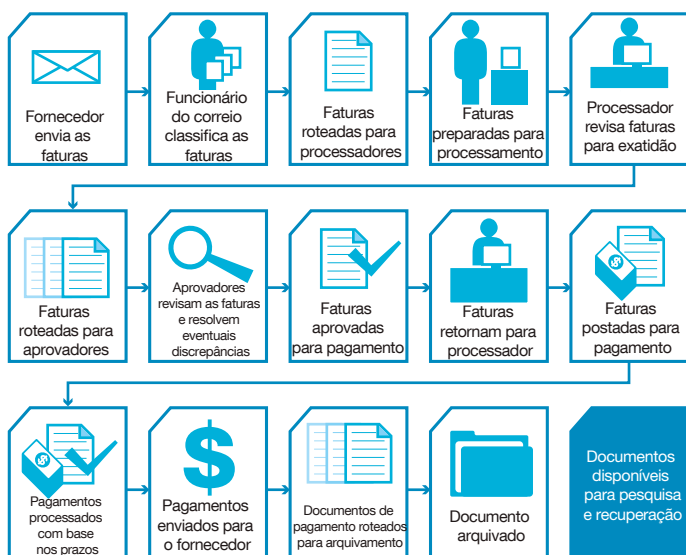 Fornecedor
envia as
faturas
Funcionário
do correio
classifica as
faturas
Faturas
roteadas para
processadores
Faturas
preparadas para
processamento
Processador
revisa faturas
para exatidão
Faturas
roteadas para
aprovadores
Aprovadores
revisam as faturas
e resolvem
eventuais
discrepâncias
Faturas
aprovadas
para pagamento
Faturas
retornam para
processador
Faturas
postadas para
pagamento
Pagamentos
processados
com base
nos prazos
$
Pagamentos
enviados para
o fornecedor
Documentos de
pagamento roteados
para arquivamento
Documento
arquivado
Documentos
disponíveis
para pesquisa
e recuperação